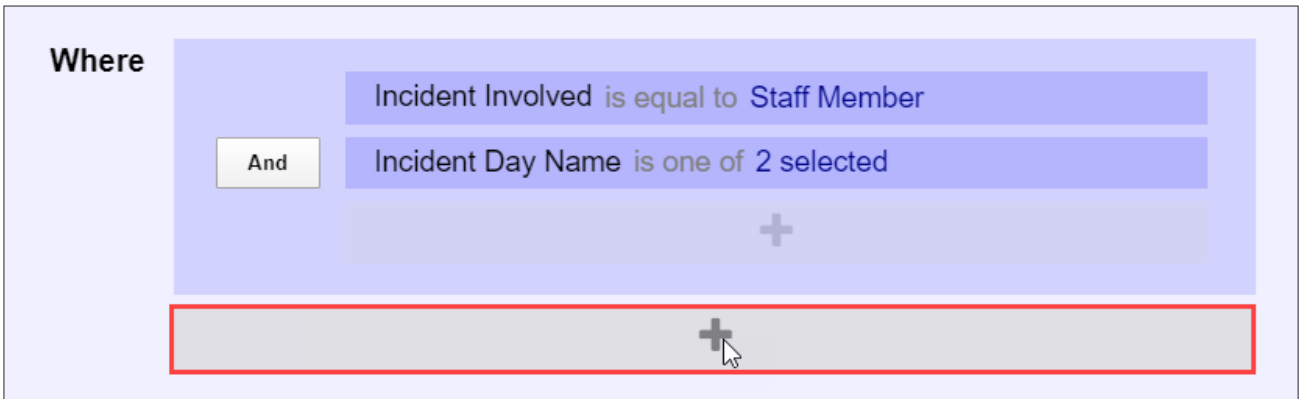 Where
Incident Involved is equal to Staff Member
And
Incident Day Name is one of 2 selected